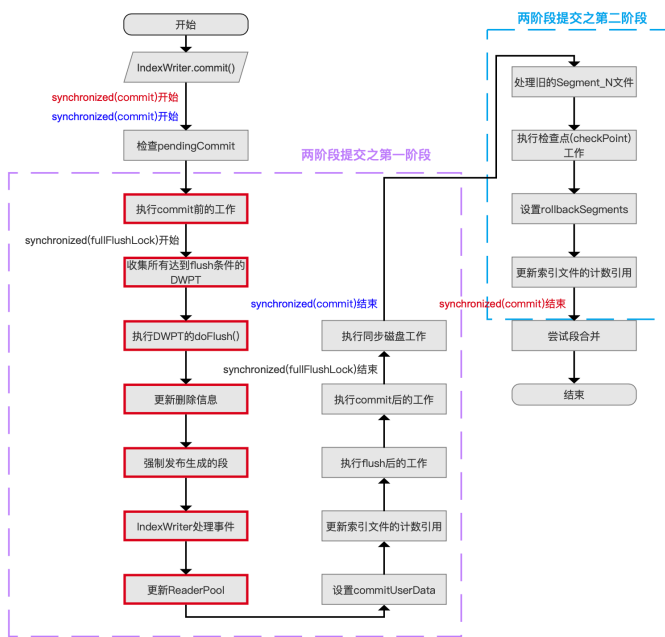 开始
IndexWriter.commit()
synchronized(commit)开始
synchronized(commit)开始
检查pendingCommit
两阶段提交之第一阶段
执行commit前的工作
synchronized(fullFlushLock)开始
收集所有达到flush条件的
DWPT
执行DWPT的doFlush()
更新删除信息
强制发布生成的段
IndexWriter处理事件
更新ReaderPool
设置commitUserData
更新索引文件的计数引用
执行flush后的工作
执行commit后的工作
synchronized(fullFlushLock)结束
执行同步磁盘工作
synchronized(commit)结束
两阶段提交之第二阶段
处理旧的Segment_N文件
执行检查点(checkPoint)
工作
设置rollbackSegments
更新索引文件的计数引用
synchronized(commit)结束
尝试段合并
结束